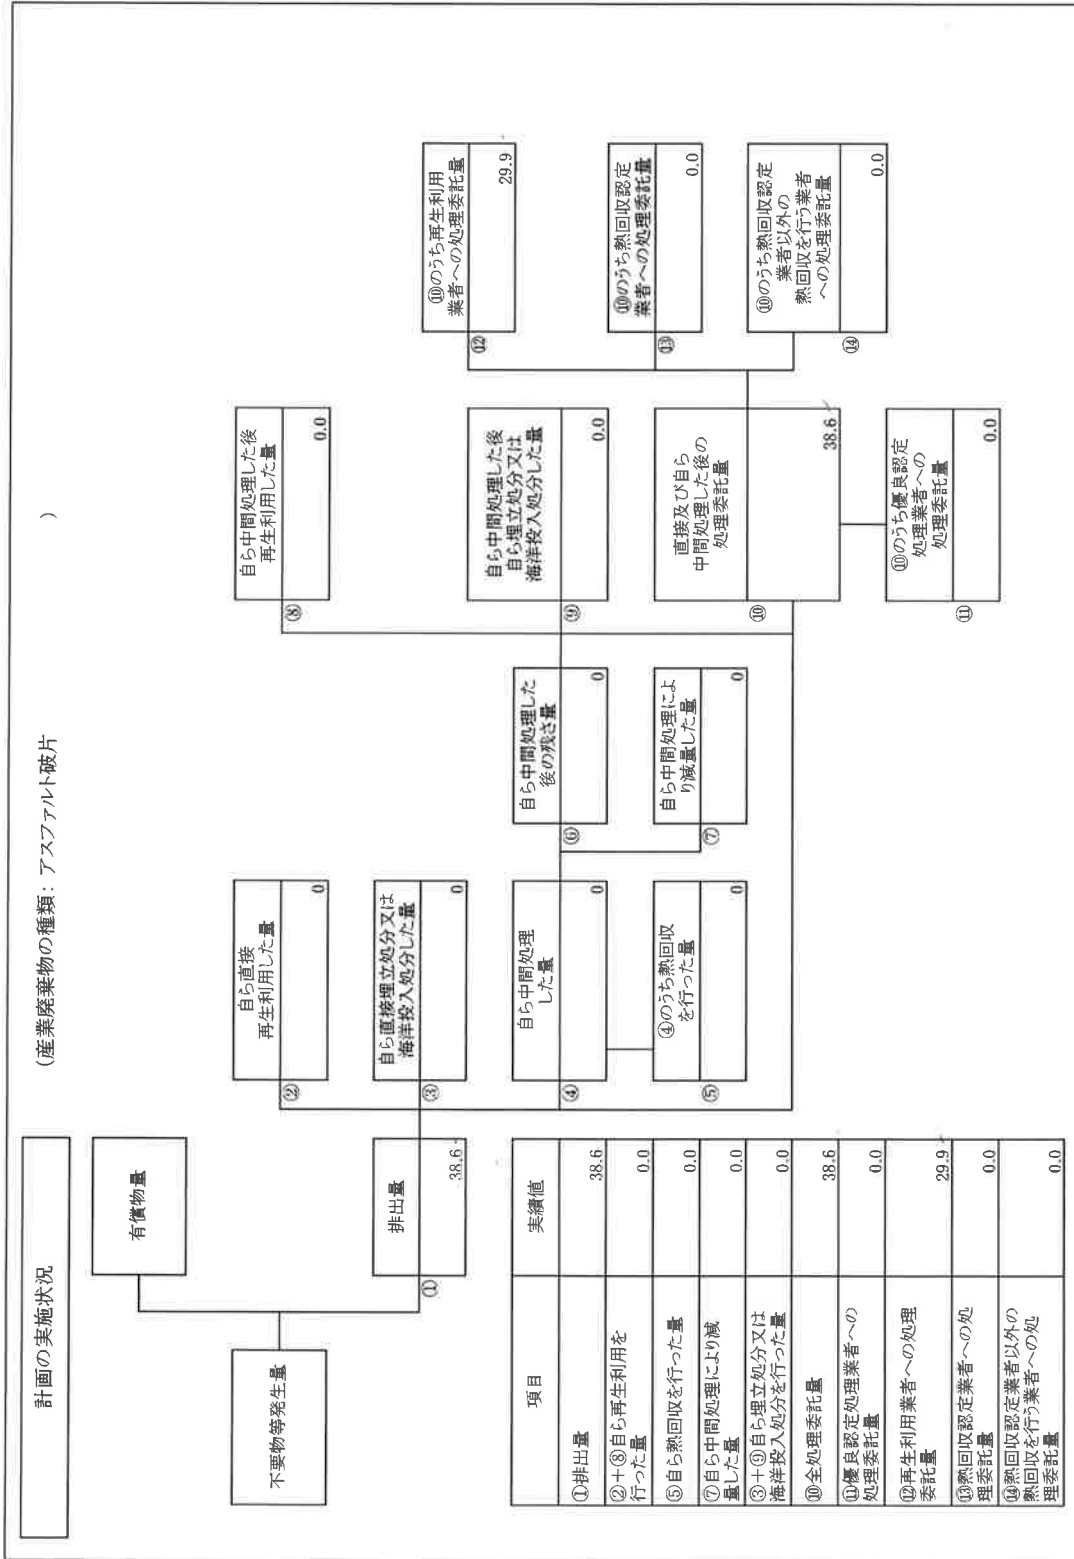 計画の実施状況
(産業廃棄物の種類：アスファルト破片　　　)
不要物等発生量
有償物量
排出量
①
38.6
自ら直接
再生利用した量
②
0
自ら直接埋立処分又は
海洋投入処分した量
③
0
自ら中間処理
した量
④
0
④のうち熱回収
を行った量
⑤
0
自ら中間処理した
後の残さ量
⑥
0
自ら中間処理によ
り減量した量
⑦
0
自ら中間処理した後
再生利用した量
⑧
0.0
自ら中間処理した後
自ら埋立処分又は
海洋投入処分した量
⑨
0.0
直接及び自ら
中間処理した後の
処理委託量
⑩
38.6
⑩のうち優良認定
処理業者への
処理委託量
⑪
0.0
⑩のうち再生利用
業者への処理委託量
⑫
29.9
⑩のうち熱回収認定
業者への処理委託量
⑬
0.0
⑩のうち熱回収認定
業者以外の
熱回収を行う業者
への処理委託量
⑭
0.0
項目 実績値
①排出量 38.6
②＋⑧自ら再生利用を
行った量 0.0
⑤自ら熱回収を行った量 0.0
⑦自ら中間処理により減
量した量 0.0
③＋⑨自ら埋立処分又は
海洋投入処分を行った量 0.0
⑩全処理委託量 38.6
⑪優良認定処理業者への
処理委託量 0.0
⑫再生利用業者への処理
委託量 29.9
⑬熱回収認定業者への処
理委託量 0.0
⑭熱回収認定業者以外の
熱回収を行う業者への処
理委託量 0.0